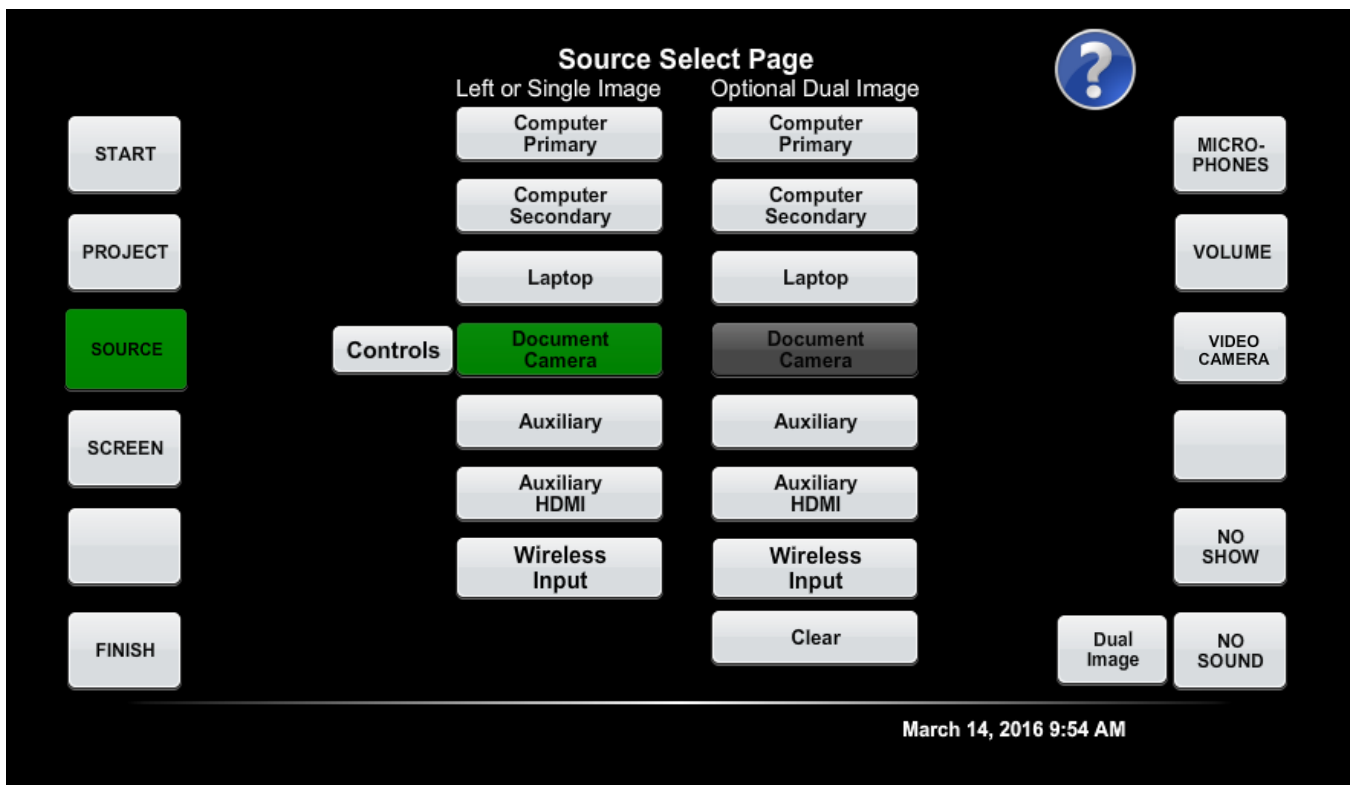 Source Select Page
Left or Single Image
Optional Dual Image
?
START
PROJECT
SOURCE
SCREEN
FINISH
Controls
Computer
Primary
Computer
Secondary
Laptop
Document
Camera
Auxiliary
Auxiliary
HDMI
Wireless
Input
Computer
Primary
Computer
Secondary
Laptop
Document
Camera
Auxiliary
Auxiliary
HDMI
Wireless
Input
Clear
MICRO-
PHONES
VOLUME
VIDEO
CAMERA
NO
SHOW
Dual
Image
NO
SOUND
March 14, 2016 9:54 AM